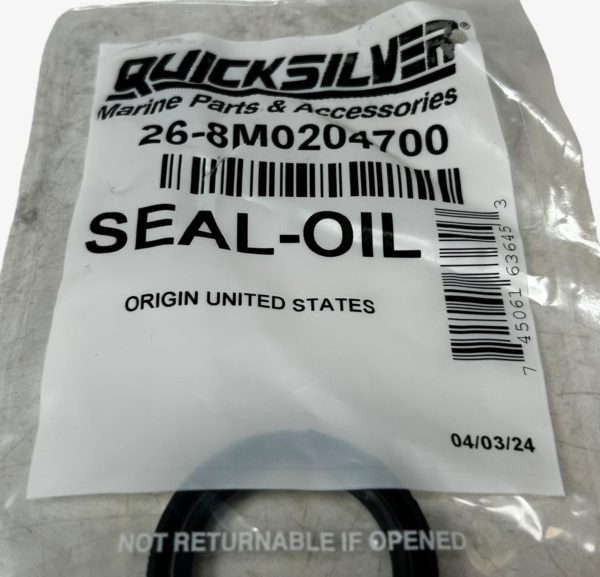 QUICKSILVER
Marine Parts & Accessories
26-8M0204700
SEAL-OIL
ORIGIN UNITED STATES
7 45061 63645 3
04/03/24
NOT RETURNABLE IF OPENED